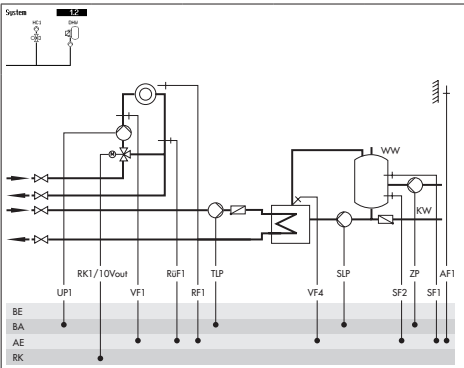 System 1.2
HC1 DHW
WW
KW
RK1/10Vout RüF1 TLP SLP ZP AF1
UP1 VF1 RF1 VF4 SF2 SF1
BE
BA
AE
RK